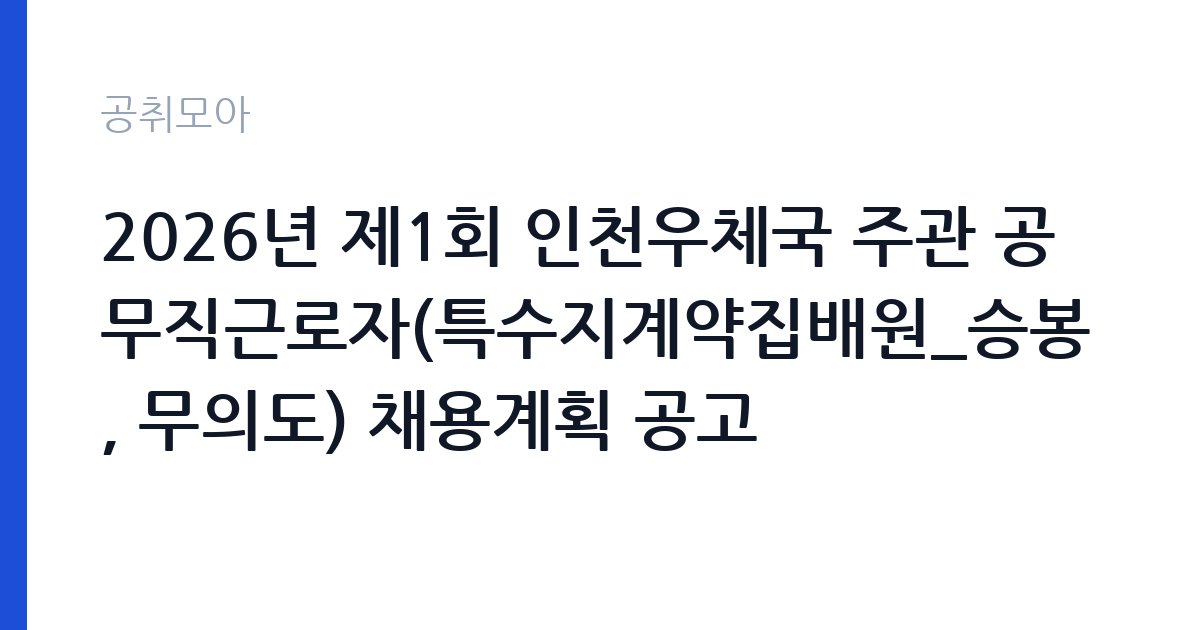 공취모아
2026년 제1회 인천우체국 주관 공
무직근로자(특수지계약집배원_승봉
, 무의도) 채용계획 공고